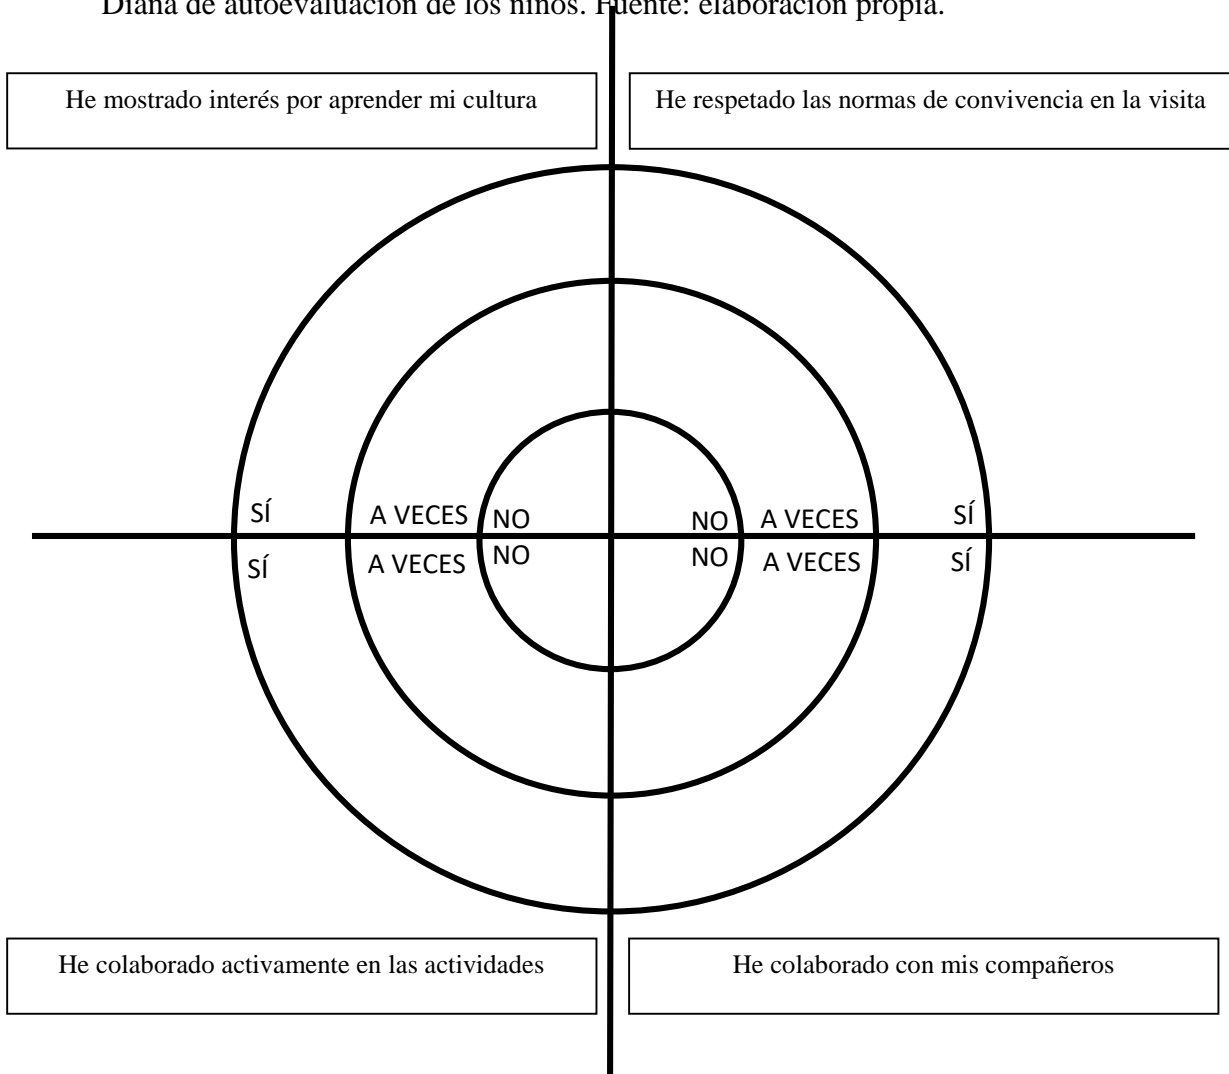 Diana de autoevaluación de los niños. Fuente: elaboración propia.
He mostrado interés por aprender mi cultura
He respetado las normas de convivencia en la visita
SÍ A VECES NO NO A VECES SÍ
SÍ A VECES NO NO A VECES SÍ
He colaborado activamente en las actividades
He colaborado con mis compañeros